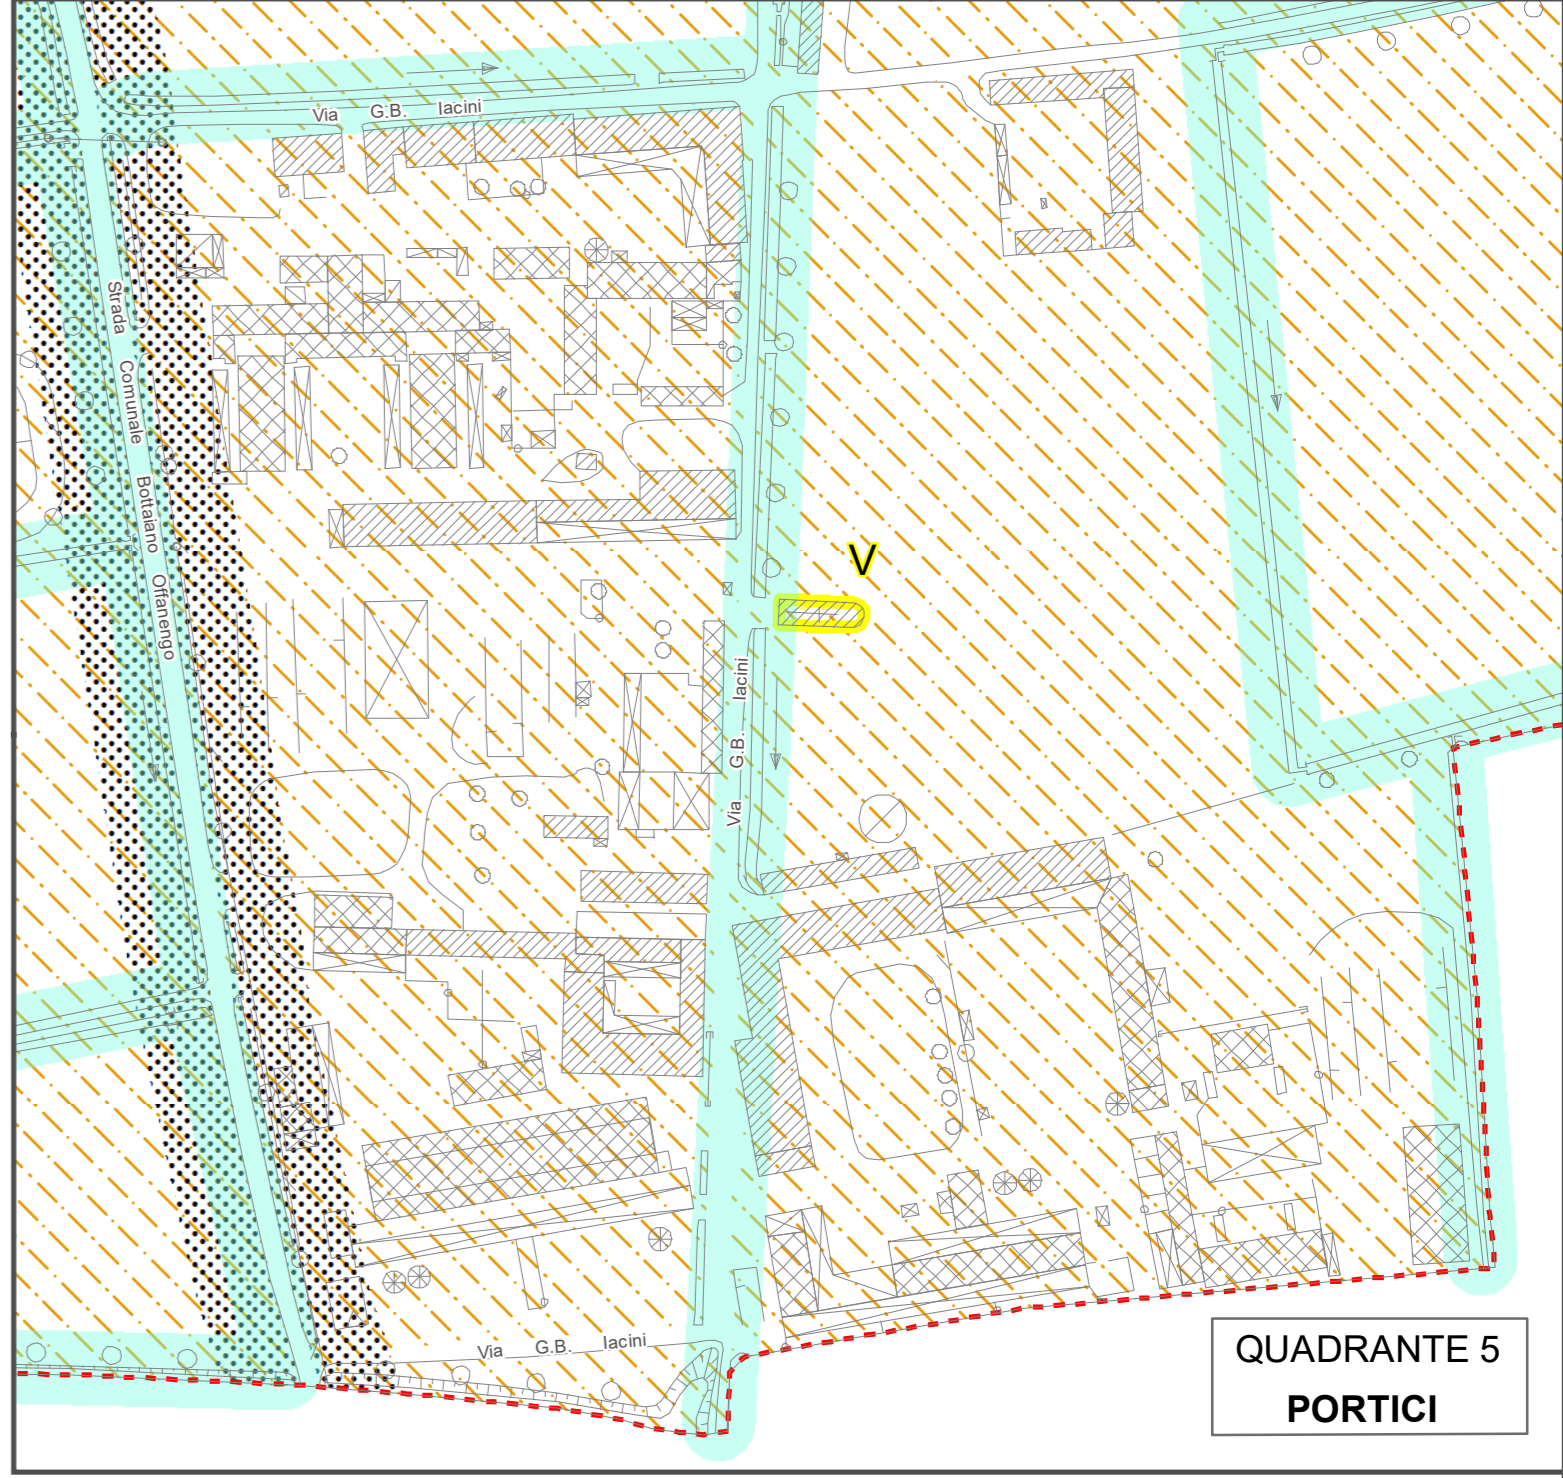 Via G.B. Iacini
Strada Comunale Bottaiano Offanengo
V
Via G.B. Iacini
Via G.B. Iacini
QUADRANTE 5
PORTICI